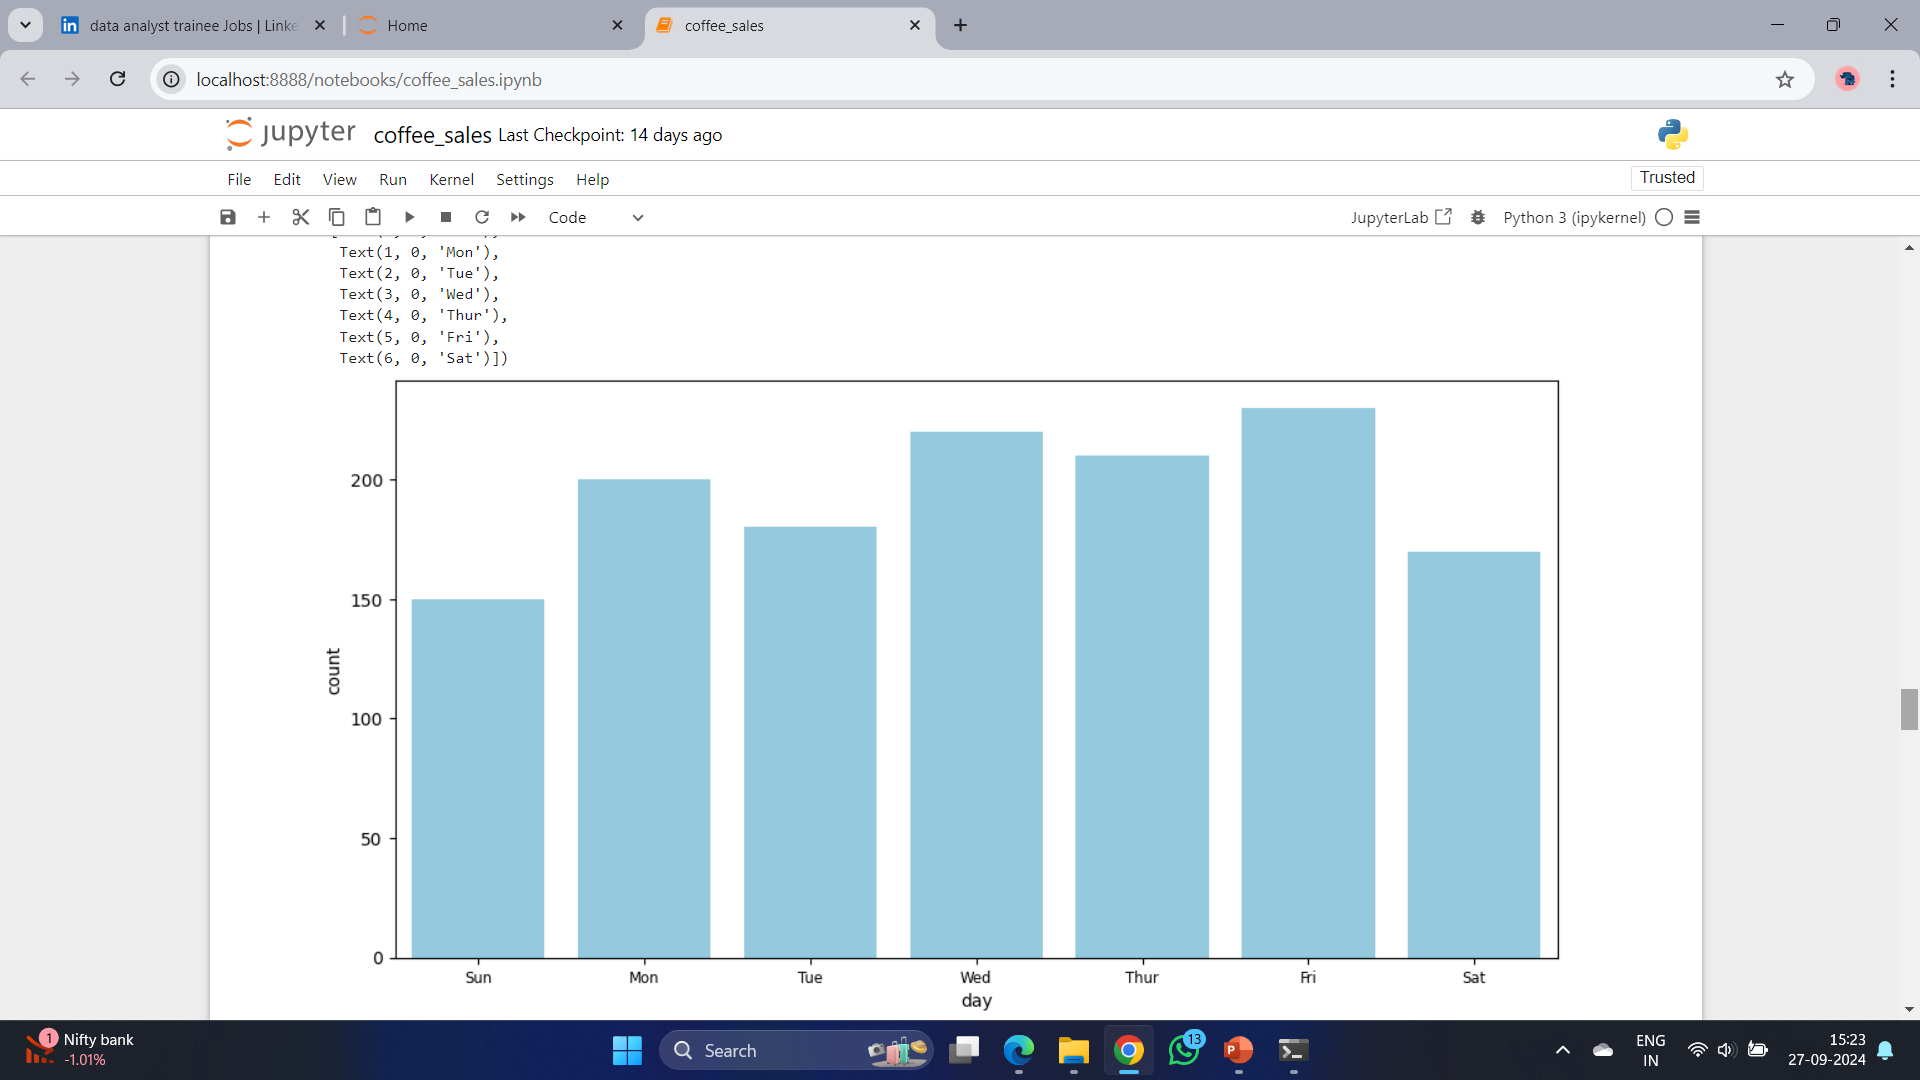 data analyst trainee Jobs | Linke
Home
coffee_sales
localhost:8888/notebooks/coffee_sales.ipynb
jupyter coffee_sales Last Checkpoint: 14 days ago
File Edit View Run Kernel Settings Help
Trusted
Code
JupyterLab
Python 3 (ipykernel)
Text(1, 0, 'Mon'),
Text(2, 0, 'Tue'),
Text(3, 0, 'Wed'),
Text(4, 0, 'Thur'),
Text(5, 0, 'Fri'),
Text(6, 0, 'Sat')])
200
150
100
50
0
count
Sun Mon Tue Wed Thur Fri Sat
day
1
Nifty bank
-1.01%
Search
13
P
ENG
IN
15:23
27-09-2024